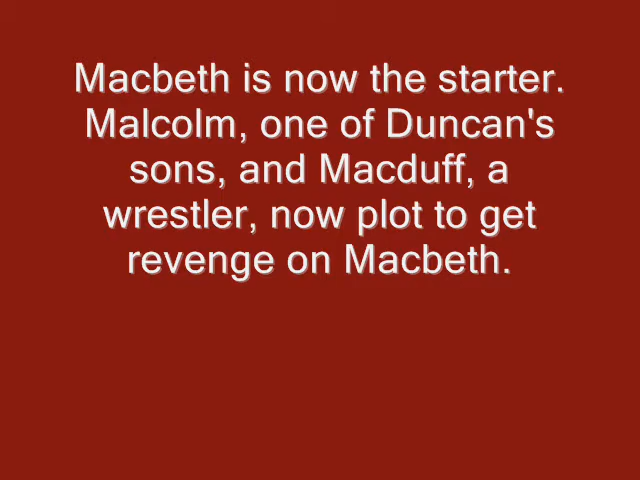 Macbeth is now the starter.
Malcolm, one of Duncan's
sons, and Macduff, a
wrestler, now plot to get
revenge on Macbeth.